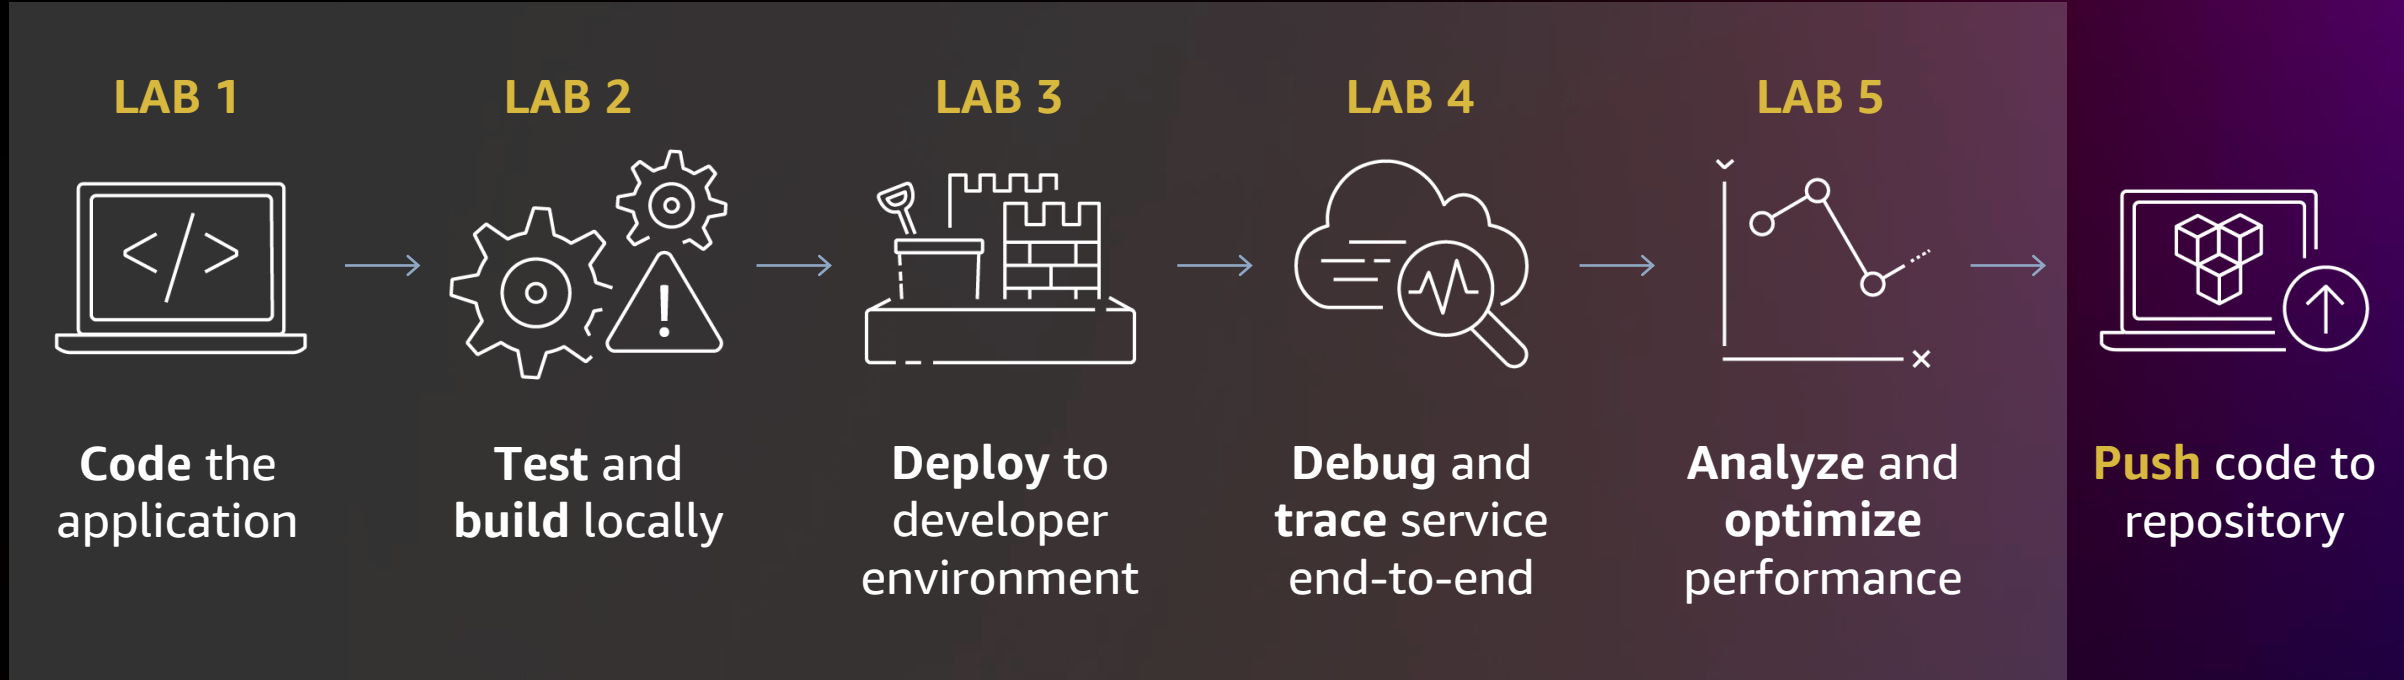 LAB 1
Code the
application
LAB 2
Test and
build locally
LAB 3
Deploy to
developer
environment
LAB 4
Debug and
trace service
end-to-end
LAB 5
Analyze and
optimize
performance
Push code to
repository